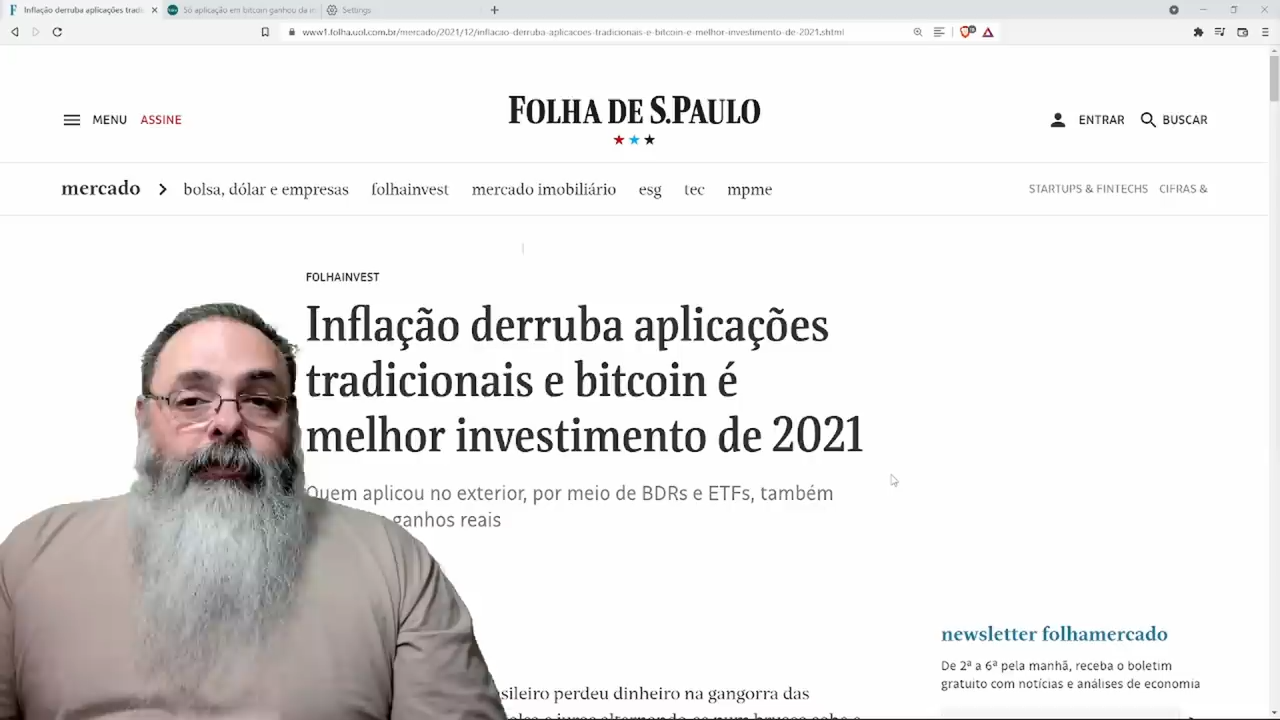 Inflação derruba aplicações tradi
Só aplicação em bitcoin ganhou da in
Settings
www1.folha.uol.com.br/mercado/2021/12/inflacao-derruba-aplicacoes-tradicionais-e-bitcoin-e-melhor-investimento-de-2021.shtml
MENU ASSINE
FOLHA DE S.PAULO
ENTRAR BUSCAR
mercado bolsa, dólar e empresas folhainvest mercado imobiliário esg tec mpme
STARTUPS & FINTECHS CIFRAS &
FOLHAINVEST
Inflação derruba aplicações
tradicionais e bitcoin é
melhor investimento de 2021
Quem aplicou no exterior, por meio de BDRs e ETFs, também
ganhos reais
newsletter folhamercado
De 2ª a 6ª pela manhã, receba o boletim
gratuito com notícias e análises de economia
sileiro perdeu dinheiro na gangorra das